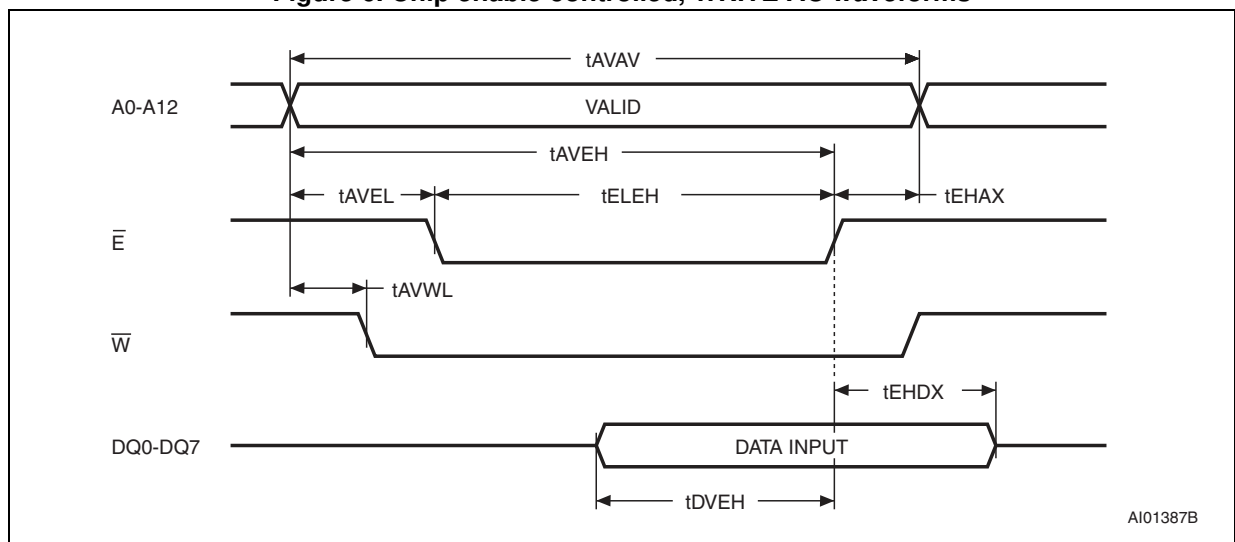 Figure 6. Chip enable controlled, WRITE AC waveforms
tAVAV
A0-A12
VALID
tAVEH
tAVEL
tELEH
tEHAX
E
tAVWL
W
tEHDX
DQ0-DQ7
DATA INPUT
tDVEH
AI01387B